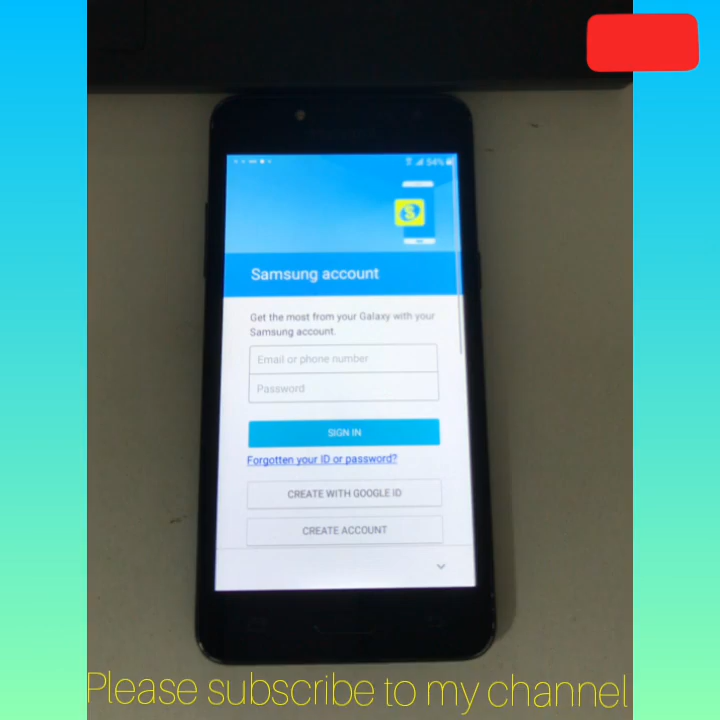 54%
Samsung account
Get the most from your Galaxy with your
Samsung account.
Email or phone number
Password
SIGN IN
Forgotten your ID or password?
CREATE WITH GOOGLE ID
CREATE ACCOUNT
Please subscribe to my channel